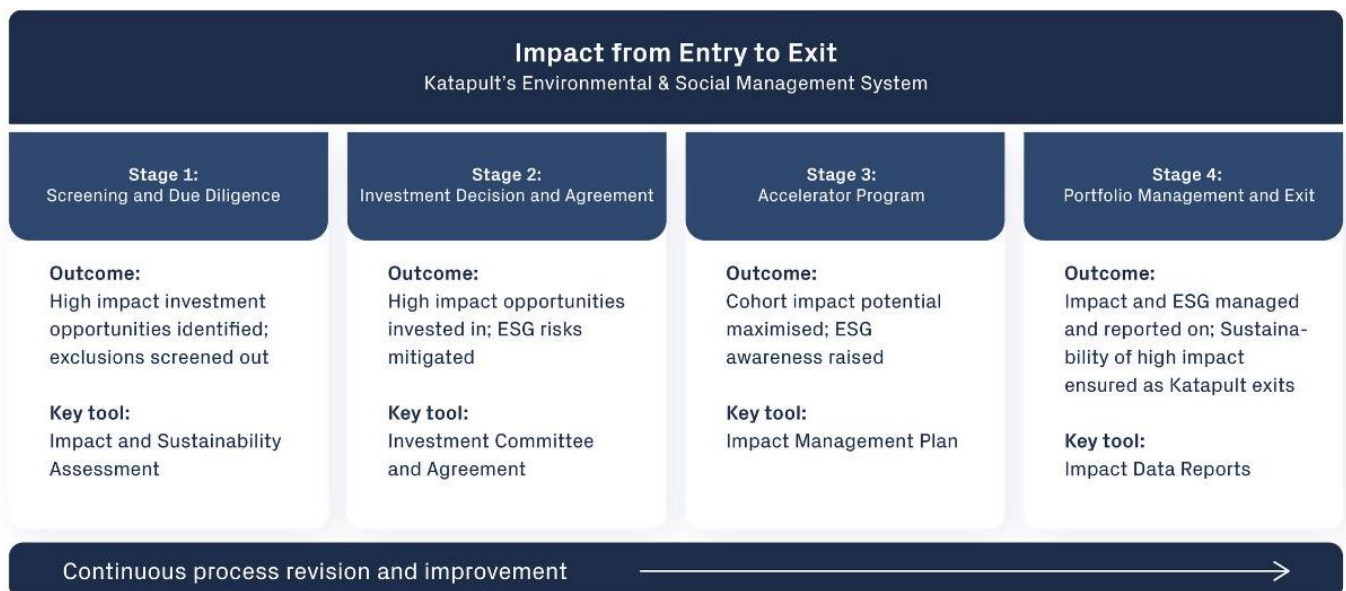 Impact from Entry to Exit
Katapult's Environmental & Social Management System
Stage 1:
Screening and Due Diligence
Outcome:
High impact investment
opportunities identified;
exclusions screened out
Key tool:
Impact and Sustainability
Assessment
Stage 2:
Investment Decision and Agreement
Outcome:
High impact opportunities
invested in; ESG risks
mitigated
Key tool:
Investment Committee
and Agreement
Stage 3:
Accelerator Program
Outcome:
Cohort impact potential
maximised; ESG
awareness raised
Key tool:
Impact Management Plan
Stage 4:
Portfolio Management and Exit
Outcome:
Impact and ESG managed
and reported on; Sustaina-
bility of high impact
ensured as Katapult exits
Key tool:
Impact Data Reports
Continuous process revision and improvement